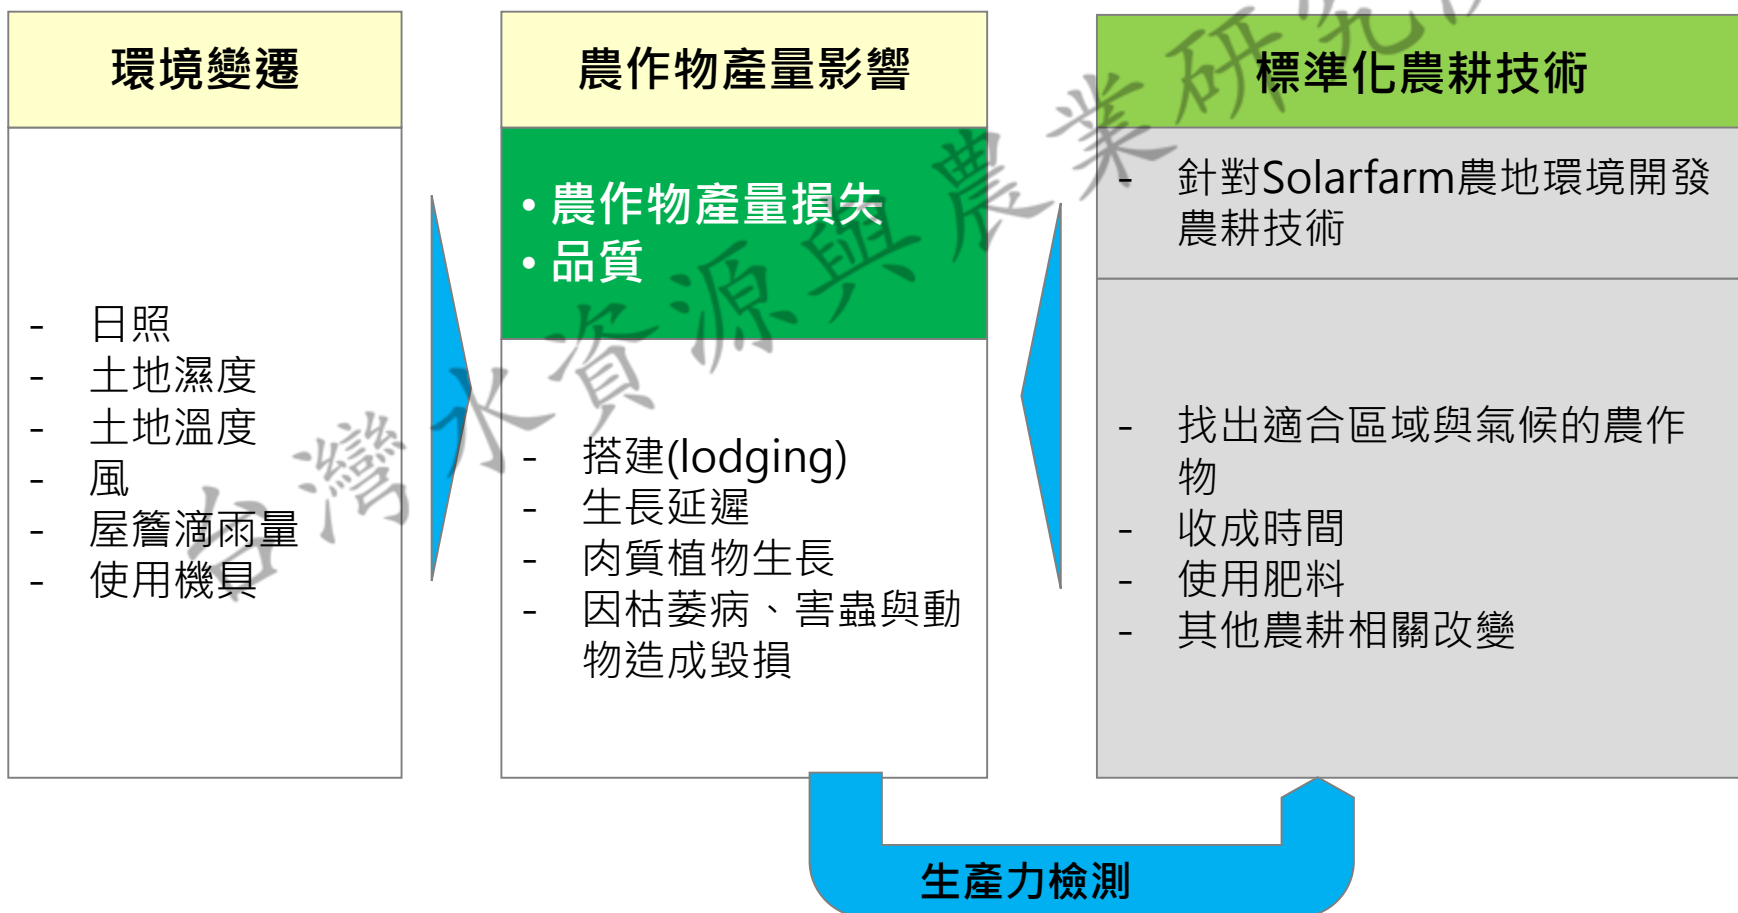 環境變遷
- 日照
- 土地濕度
- 土地溫度
- 風
- 屋簷滴雨量
- 使用機具
農作物產量影響
• 農作物產量損失
• 品質
- 搭建(lodging)
- 生長延遲
- 肉質植物生長
- 因枯萎病、害蟲與動
物造成毀損
標準化農耕技術
- 針對Solarfarm農地環境開發
農耕技術
- 找出適合區域與氣候的農作
物
- 收成時間
- 使用肥料
- 其他農耕相關改變
生產力檢測
台灣水資源與農業研究